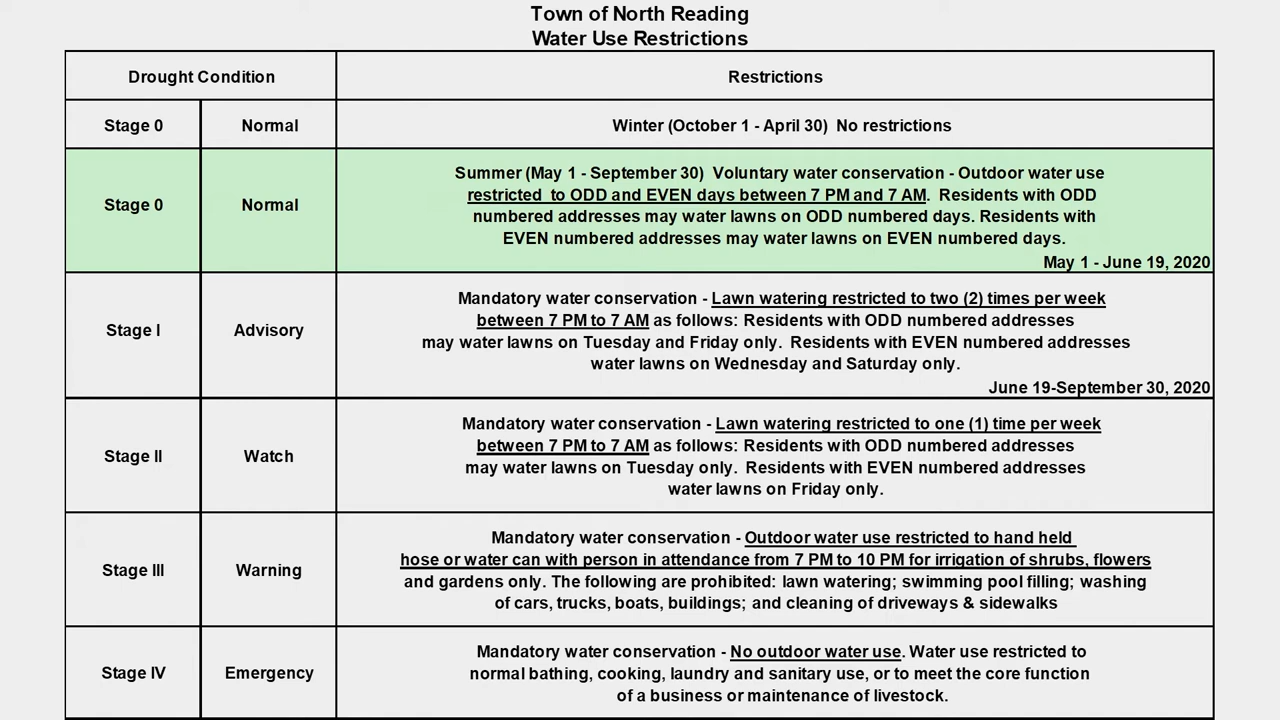 Town of North Reading
Water Use Restrictions
Drought Condition
Restrictions
Stage 0
Normal
Winter (October 1 - April 30)  No restrictions
Stage 0
Normal
Summer (May 1 - September 30)  Voluntary water conservation - Outdoor water use
restricted  to ODD and EVEN days between 7 PM and 7 AM.  Residents with ODD
numbered addresses may water lawns on ODD numbered days. Residents with
EVEN numbered addresses may water lawns on EVEN numbered days.
May 1 - June 19, 2020
Stage I
Advisory
Mandatory water conservation - Lawn watering restricted to two (2) times per week
between 7 PM to 7 AM as follows: Residents with ODD numbered addresses
may water lawns on Tuesday and Friday only.  Residents with EVEN numbered addresses
water lawns on Wednesday and Saturday only.
June 19-September 30, 2020
Stage II
Watch
Mandatory water conservation - Lawn watering restricted to one (1) time per week
between 7 PM to 7 AM as follows: Residents with ODD numbered addresses
may water lawns on Tuesday only.  Residents with EVEN numbered addresses
water lawns on Friday only.
Stage III
Warning
Mandatory water conservation - Outdoor water use restricted to hand held
hose or water can with person in attendance from 7 PM to 10 PM for irrigation of shrubs, flowers
and gardens only. The following are prohibited: lawn watering; swimming pool filling; washing
of cars, trucks, boats, buildings; and cleaning of driveways & sidewalks
Stage IV
Emergency
Mandatory water conservation - No outdoor water use. Water use restricted to
normal bathing, cooking, laundry and sanitary use, or to meet the core function
of a business or maintenance of livestock.